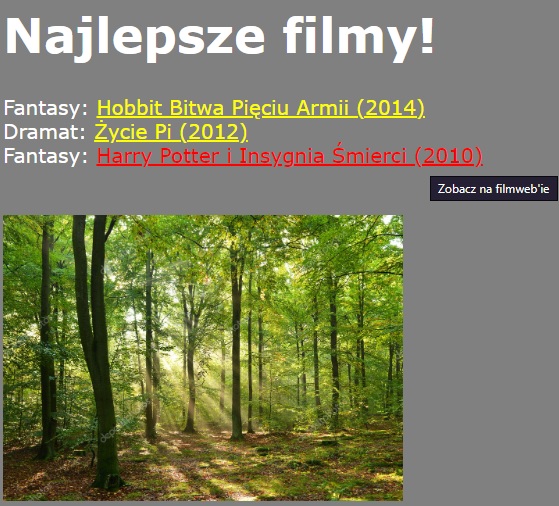 Najlepsze filmy!
Fantasy: Hobbit Bitwa Pięciu Armii (2014)
Dramat: Życie Pi (2012)
Fantasy: Harry Potter i Insygnia Śmierci (2010)
Zobacz na filmweb'ie